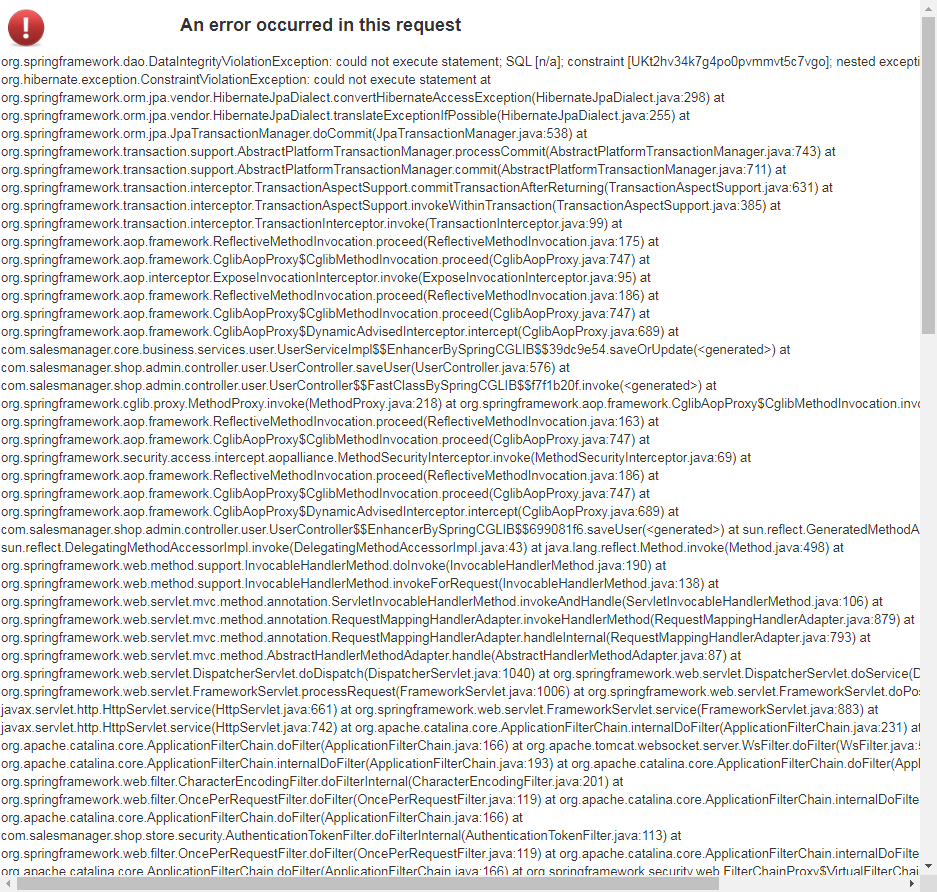 An error occurred in this request
org.springframework.dao.DataIntegrityViolationException: could not execute statement; SQL [n/a]; constraint [UKt2hv34k7g4po0pvmmvt5c7vgo]; nested excepti
org.hibernate.exception.ConstraintViolationException: could not execute statement at
org.springframework.orm.jpa.vendor.HibernateJpaDialect.convertHibernateAccessException(HibernateJpaDialect.java:298) at
org.springframework.orm.jpa.vendor.HibernateJpaDialect.translateExceptionIfPossible(HibernateJpaDialect.java:255) at
org.springframework.orm.jpa.JpaTransactionManager.doCommit(JpaTransactionManager.java:538) at
org.springframework.transaction.support.AbstractPlatformTransactionManager.processCommit(AbstractPlatformTransactionManager.java:743) at
org.springframework.transaction.support.AbstractPlatformTransactionManager.commit(AbstractPlatformTransactionManager.java:711) at
org.springframework.transaction.interceptor.TransactionAspectSupport.commitTransactionAfterReturning(TransactionAspectSupport.java:631) at
org.springframework.transaction.interceptor.TransactionAspectSupport.invokeWithinTransaction(TransactionAspectSupport.java:385) at
org.springframework.transaction.interceptor.TransactionInterceptor.invoke(TransactionInterceptor.java:99) at
org.springframework.aop.framework.ReflectiveMethodInvocation.proceed(ReflectiveMethodInvocation.java:175) at
org.springframework.aop.framework.CglibAopProxy$CglibMethodInvocation.proceed(CglibAopProxy.java:747) at
org.springframework.aop.interceptor.ExposeInvocationInterceptor.invoke(ExposeInvocationInterceptor.java:95) at
org.springframework.aop.framework.ReflectiveMethodInvocation.proceed(ReflectiveMethodInvocation.java:186) at
org.springframework.aop.framework.CglibAopProxy$CglibMethodInvocation.proceed(CglibAopProxy.java:747) at
org.springframework.aop.framework.CglibAopProxy$DynamicAdvisedInterceptor.intercept(CglibAopProxy.java:689) at
com.salesmanager.core.business.services.user.UserServiceImpl$$EnhancerBySpringCGLIB$$39dc9e54.saveOrUpdate(<generated>) at
com.salesmanager.shop.admin.controller.user.UserController.saveUser(UserController.java:576) at
com.salesmanager.shop.admin.controller.user.UserController$$FastClassBySpringCGLIB$$f7f1b20f.invoke(<generated>) at
org.springframework.cglib.proxy.MethodProxy.invoke(MethodProxy.java:218) at org.springframework.aop.framework.CglibAopProxy$CglibMethodInvocation.invo
org.springframework.aop.framework.ReflectiveMethodInvocation.proceed(ReflectiveMethodInvocation.java:163) at
org.springframework.aop.framework.CglibAopProxy$CglibMethodInvocation.proceed(CglibAopProxy.java:747) at
org.springframework.security.access.intercept.aopalliance.MethodSecurityInterceptor.invoke(MethodSecurityInterceptor.java:69) at
org.springframework.aop.framework.ReflectiveMethodInvocation.proceed(ReflectiveMethodInvocation.java:186) at
org.springframework.aop.framework.CglibAopProxy$CglibMethodInvocation.proceed(CglibAopProxy.java:747) at
org.springframework.aop.framework.CglibAopProxy$DynamicAdvisedInterceptor.intercept(CglibAopProxy.java:689) at
com.salesmanager.shop.admin.controller.user.UserController$$EnhancerBySpringCGLIB$$699081f6.saveUser(<generated>) at sun.reflect.GeneratedMethodA
sun.reflect.DelegatingMethodAccessorImpl.invoke(DelegatingMethodAccessorImpl.java:43) at java.lang.reflect.Method.invoke(Method.java:498) at
org.springframework.web.method.support.InvocableHandlerMethod.doInvoke(InvocableHandlerMethod.java:190) at
org.springframework.web.method.support.InvocableHandlerMethod.invokeForRequest(InvocableHandlerMethod.java:138) at
org.springframework.web.servlet.mvc.method.annotation.ServletInvocableHandlerMethod.invokeAndHandle(ServletInvocableHandlerMethod.java:106) at
org.springframework.web.servlet.mvc.method.annotation.RequestMappingHandlerAdapter.invokeHandlerMethod(RequestMappingHandlerAdapter.java:879) at
org.springframework.web.servlet.mvc.method.annotation.RequestMappingHandlerAdapter.handleInternal(RequestMappingHandlerAdapter.java:793) at
org.springframework.web.servlet.mvc.method.AbstractHandlerMethodAdapter.handle(AbstractHandlerMethodAdapter.java:87) at
org.springframework.web.servlet.DispatcherServlet.doDispatch(DispatcherServlet.java:1040) at org.springframework.web.servlet.DispatcherServlet.doService(D
org.springframework.web.servlet.FrameworkServlet.processRequest(FrameworkServlet.java:1006) at org.springframework.web.servlet.FrameworkServlet.doPos
javax.servlet.http.HttpServlet.service(HttpServlet.java:661) at org.springframework.web.servlet.FrameworkServlet.service(FrameworkServlet.java:883) at
javax.servlet.http.HttpServlet.service(HttpServlet.java:742) at org.apache.catalina.core.ApplicationFilterChain.internalDoFilter(ApplicationFilterChain.java:231) at
org.apache.catalina.core.ApplicationFilterChain.doFilter(ApplicationFilterChain.java:166) at org.apache.tomcat.websocket.server.WsFilter.doFilter(WsFilter.java:
org.apache.catalina.core.ApplicationFilterChain.internalDoFilter(ApplicationFilterChain.java:193) at org.apache.catalina.core.ApplicationFilterChain.doFilter(Appl
org.springframework.web.filter.CharacterEncodingFilter.doFilterInternal(CharacterEncodingFilter.java:201) at
org.springframework.web.filter.OncePerRequestFilter.doFilter(OncePerRequestFilter.java:119) at org.apache.catalina.core.ApplicationFilterChain.internalDoFilte
org.apache.catalina.core.ApplicationFilterChain.doFilter(ApplicationFilterChain.java:166) at
com.salesmanager.shop.store.security.AuthenticationTokenFilter.doFilterInternal(AuthenticationTokenFilter.java:113) at
org.springframework.web.filter.OncePerRequestFilter.doFilter(OncePerRequestFilter.java:119) at org.apache.catalina.core.ApplicationFilterChain.internalDoFilte
org.apache.catalina.core.ApplicationFilterChain.doFilter(ApplicationFilterChain.java:166) at org.springframework.security.web.FilterChainProxy$VirtualFilterChai